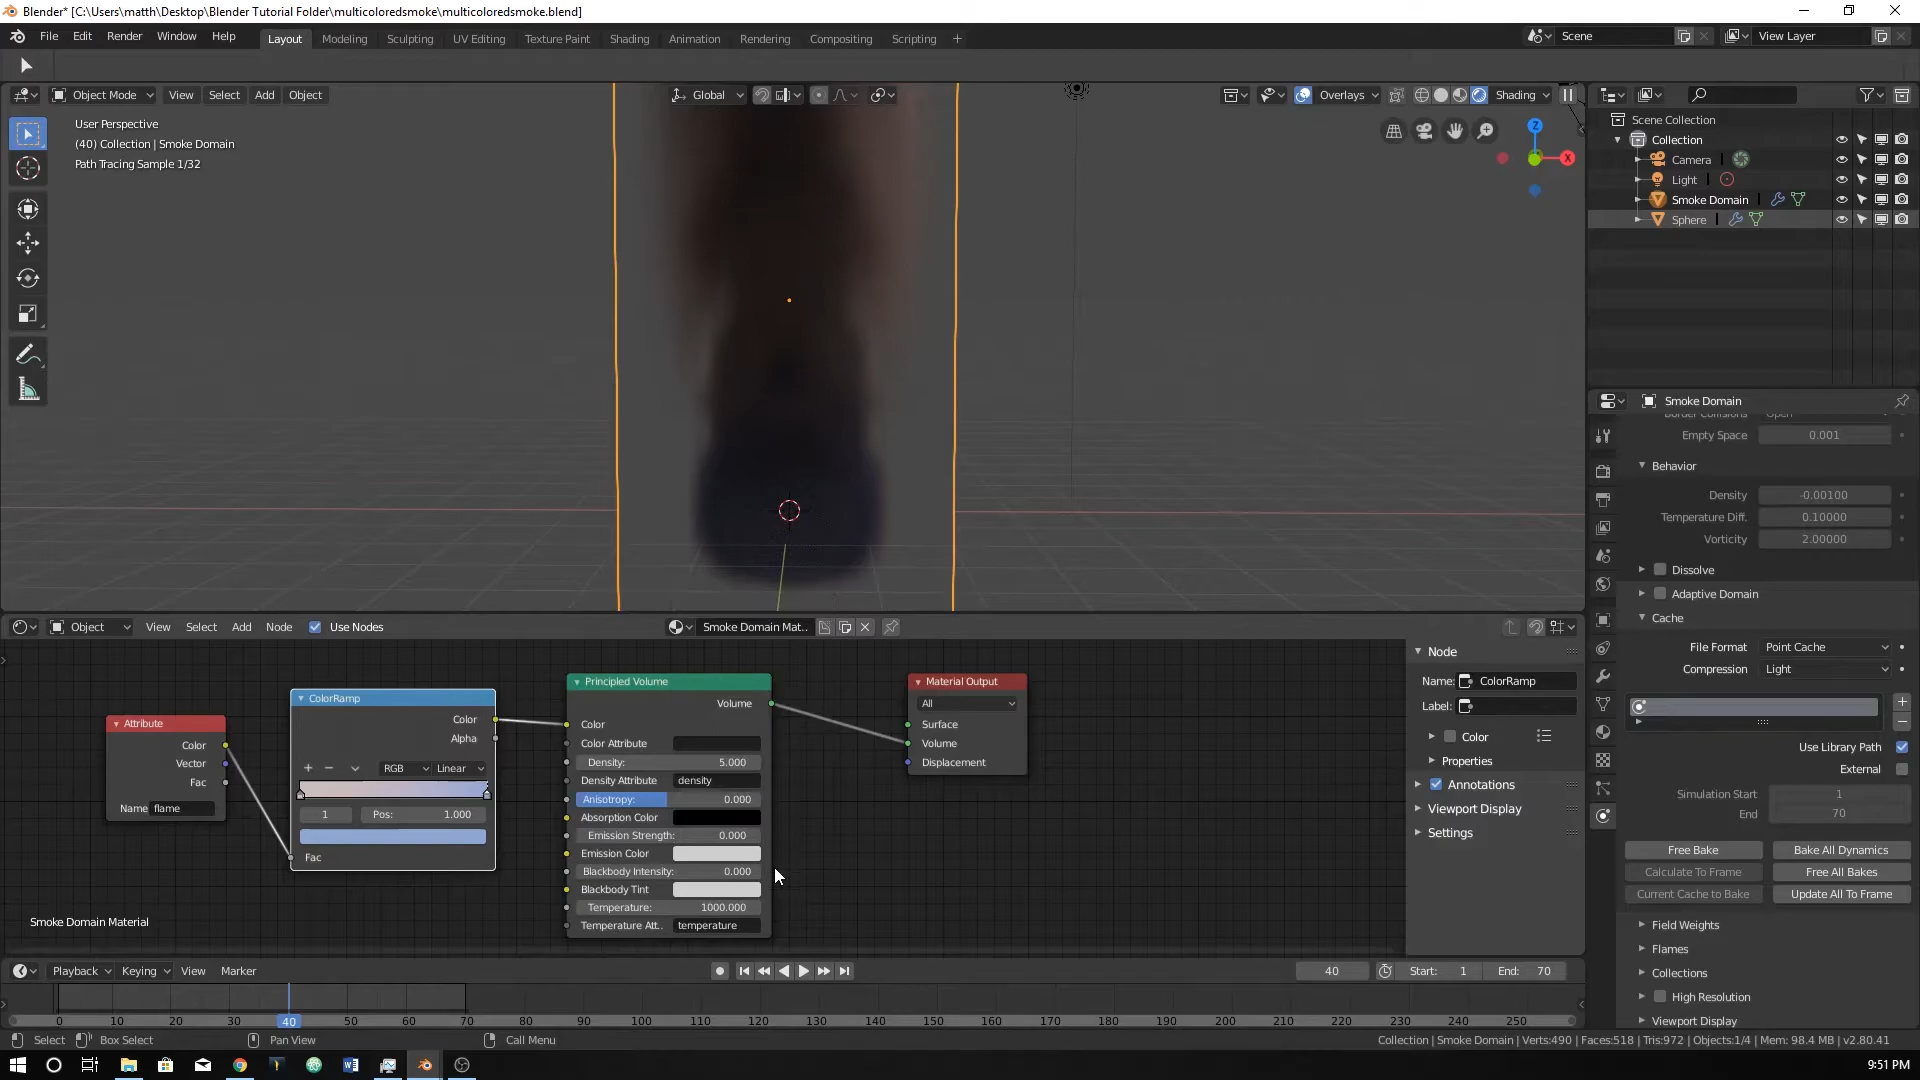 Blender* [C:\Users\matth\Desktop\Blender Tutorial Folder\multicoloredsmoke\multicoloredsmoke.blend]
File Edit Render Window Help Layout Modeling Sculpting UV Editing Texture Paint Shading Animation Rendering Compositing Scripting + Scene View Layer
Object Mode View Select Add Object Global Overlays Shading
User Perspective
(40) Collection | Smoke Domain
Path Tracing Sample 1/32
Z
X
Scene Collection
Collection
Camera
Light
Smoke Domain
Sphere
Smoke Domain
Border Collisions Open
Empty Space 0.001
Behavior
Density -0.00100
Temperature Diff. 0.10000
Vorticity 2.00000
Dissolve
Adaptive Domain
Cache
File Format Point Cache
Compression Light
Use Library Path
External
Simulation Start 1
End 70
Free Bake Bake All Dynamics
Calculate To Frame Free All Bakes
Current Cache to Bake Update All To Frame
Field Weights
Flames
Collections
High Resolution
Viewport Display
Object View Select Add Node Use Nodes Smoke Domain Mat..
Attribute
Color
Vector
Fac
Name flame
ColorRamp
Color
Alpha
RGB Linear
1 Pos: 1.000
Fac
Principled Volume
Volume
Color
Color Attribute
Density: 5.000
Density Attribute density
Anisotropy: 0.000
Absorption Color
Emission Strength: 0.000
Emission Color
Blackbody Intensity: 0.000
Blackbody Tint
Temperature: 1000.000
Temperature Att.. temperature
Material Output
All
Surface
Volume
Displacement
Node
Name: ColorRamp
Label:
Color
Properties
Annotations
Viewport Display
Settings
Smoke Domain Material
Playback Keying View Marker 40 Start: 1 End: 70
0 10 20 30 40 50 60 70 80 90 100 110 120 130 140 150 160 170 180 190 200 210 220 230 240 250
Select Box Select Pan View Call Menu Collection | Smoke Domain | Verts:490 | Faces:518 | Tris:972 | Objects:1/4 | Mem: 98.4 MB | v2.80.41
9:51 PM